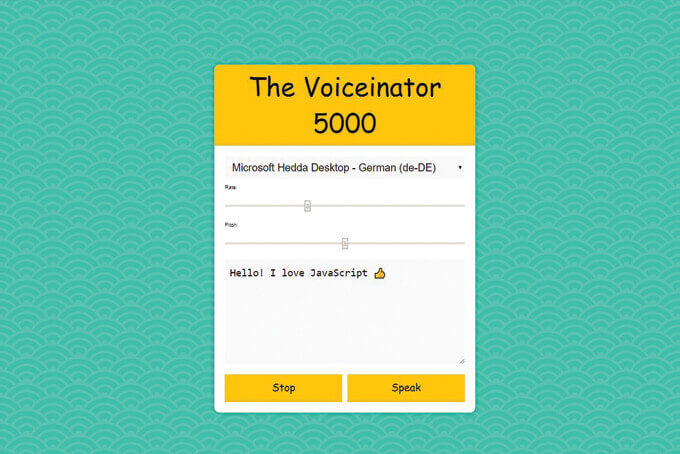 The Voiceinator
5000
Microsoft Hedda Desktop - German (de-DE)
Rate:
Pitch:
Hello! I love JavaScript 👍
Stop
Speak